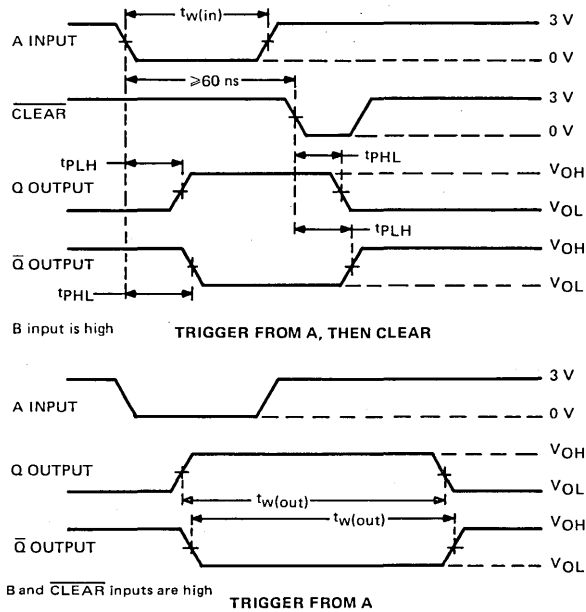 tw(in)
3 V
A INPUT
0 V
≥60 ns
3 V
CLEAR
0 V
tPLH
tPHL
VOH
Q OUTPUT
VOL
tPLH
VOH
Q̅ OUTPUT
tPHL
VOL
B input is high
TRIGGER FROM A, THEN CLEAR
3 V
A INPUT
0 V
VOH
Q OUTPUT
VOL
tw(out)
tw(out)
VOH
Q̅ OUTPUT
VOL
B and CLEAR inputs are high
TRIGGER FROM A